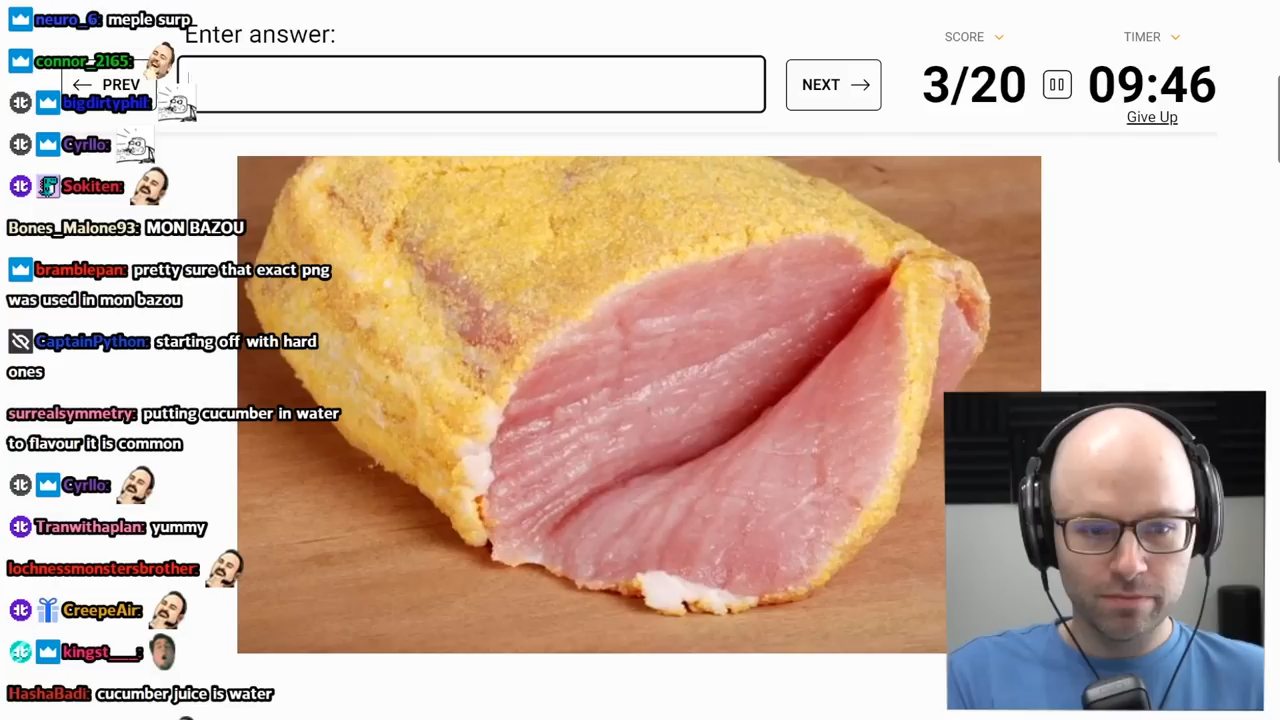 neuro_6: meple surp
connor_2165:
bigdirtyphil:
Cyrllo:
Sokiten:
Bones_Malone93: MON BAZOU
bramblepan: pretty sure that exact png
was used in mon bazou
CaptainPython: starting off with hard
ones
surrealsymmetry: putting cucumber in water
to flavour it is common
Cyrllo:
Tranwithaplan: yummy
lochnessmonstersbrother:
CreepeAir:
kingst___:
HashaBadi: cucumber juice is water
Enter answer:
PREV
NEXT
SCORE
3/20
TIMER
09:46
Give Up